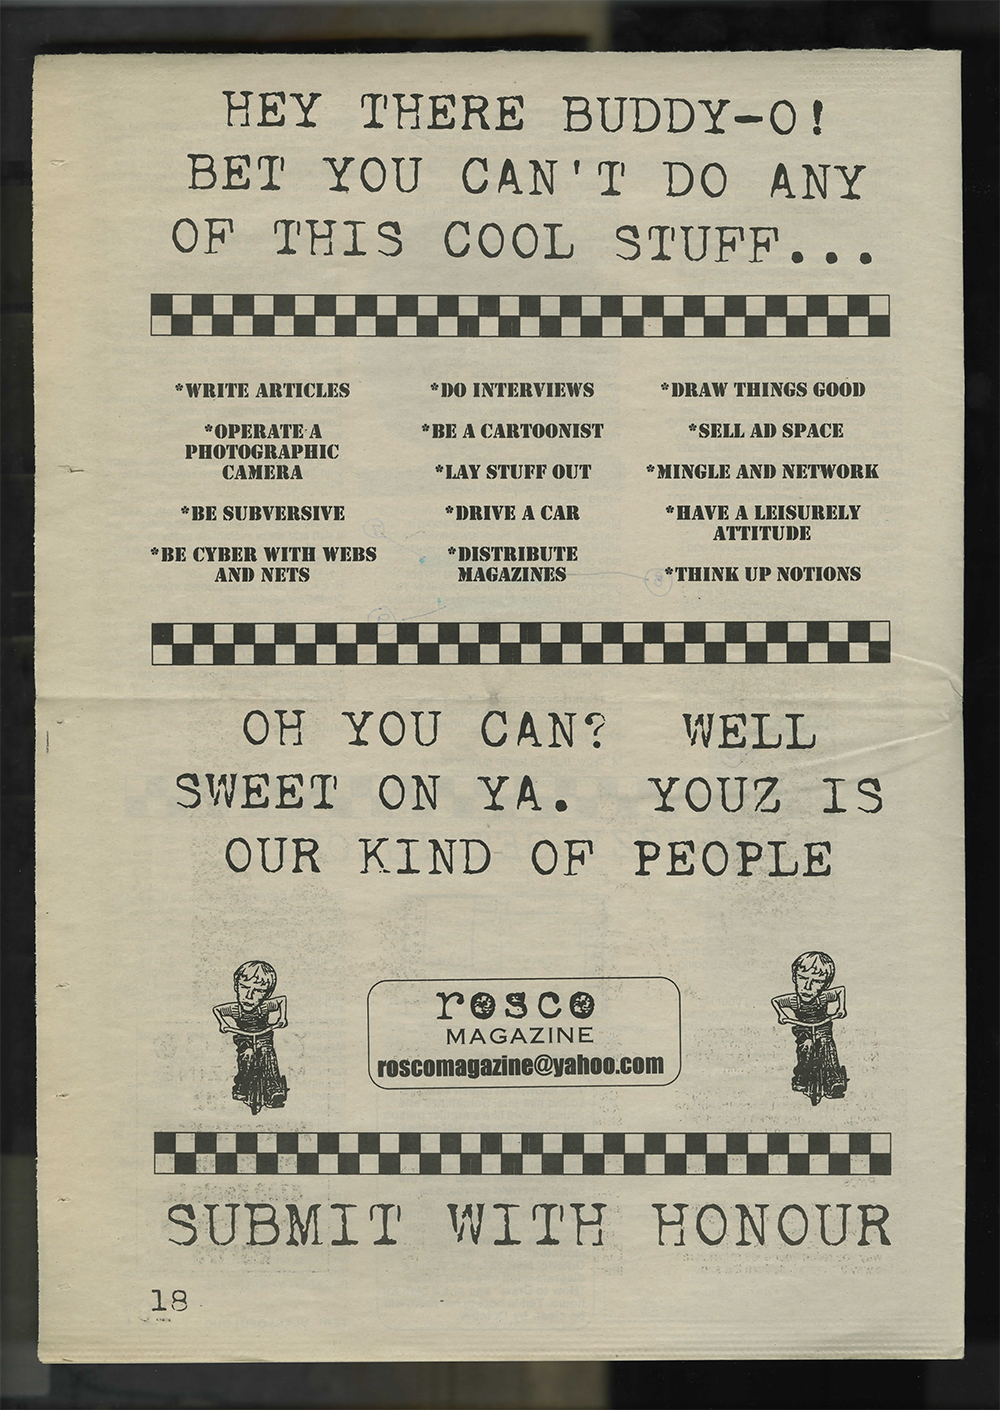 HEY THERE BUDDY-O!
BET YOU CAN'T DO ANY
OF THIS COOL STUFF...
*WRITE ARTICLES
*OPERATE A
PHOTOGRAPHIC
CAMERA
*BE SUBVERSIVE
*BE CYBER WITH WEBS
AND NETS
*DO INTERVIEWS
*BE A CARTOONIST
*LAY STUFF OUT
*DRIVE A CAR
*DISTRIBUTE
MAGAZINES
*DRAW THINGS GOOD
*SELL AD SPACE
*MINGLE AND NETWORK
*HAVE A LEISURELY
ATTITUDE
*THINK UP NOTIONS
OH YOU CAN? WELL
SWEET ON YA. YOUZ IS
OUR KIND OF PEOPLE
rosco
MAGAZINE
roscomagazine@yahoo.com
SUBMIT WITH HONOUR
18